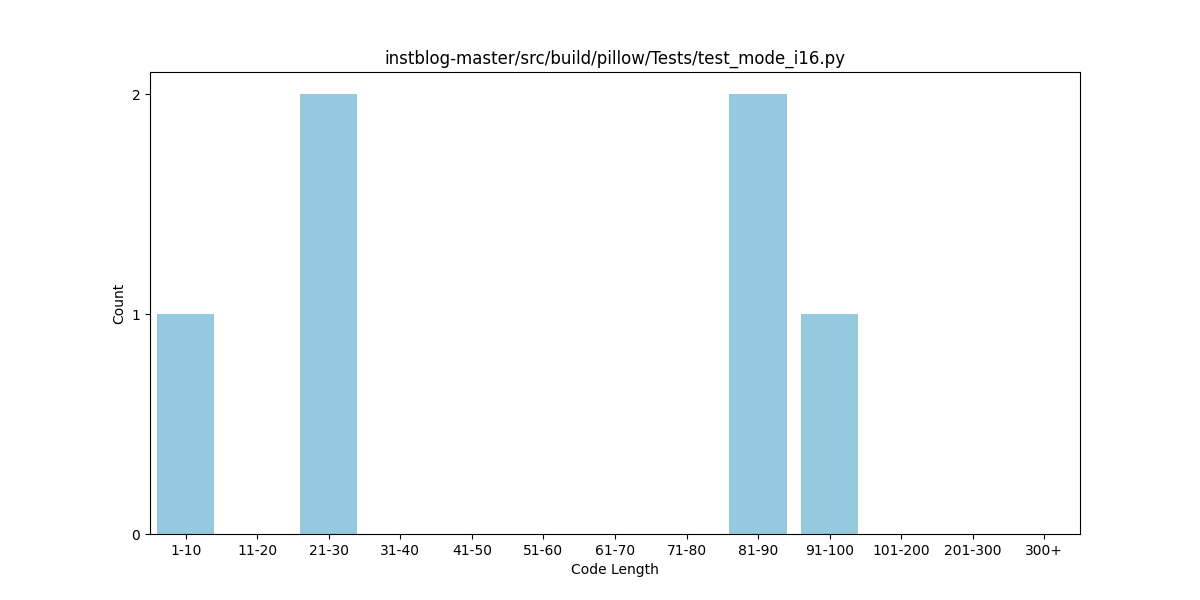 instblog-master/src/build/pillow/Tests/test_mode_i16.py
Count
2
1
0
1-10 11-20 21-30 31-40 41-50 51-60 61-70 71-80 81-90 91-100 101-200 201-300 300+
Code Length